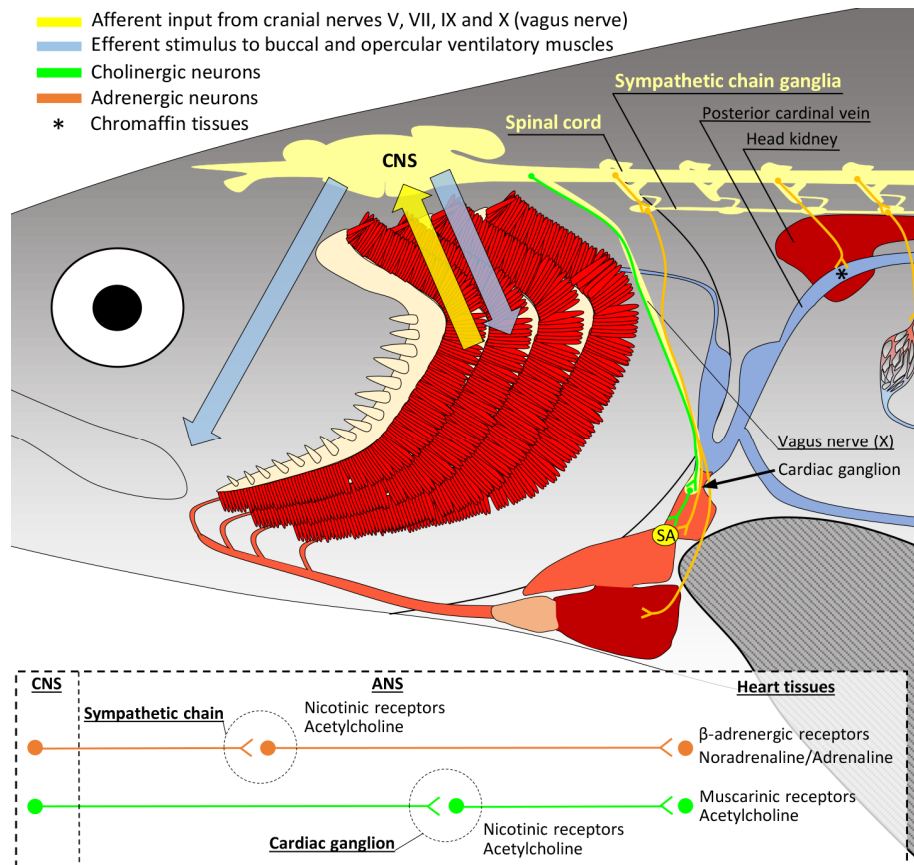 Afferent input from cranial nerves V, VII, IX and X (vagus nerve)
Efferent stimulus to buccal and opercular ventilatory muscles
Cholinergic neurons
Adrenergic neurons
* Chromaffin tissues
Sympathetic chain ganglia
Posterior cardinal vein
Spinal cord
Head kidney
CNS
*
Vagus nerve (X)
Cardiac ganglion
SA
CNS
ANS
Heart tissues
Sympathetic chain
Nicotinic receptors
Acetylcholine
β-adrenergic receptors
Noradrenaline/Adrenaline
Cardiac ganglion
Nicotinic receptors
Acetylcholine
Muscarinic receptors
Acetylcholine